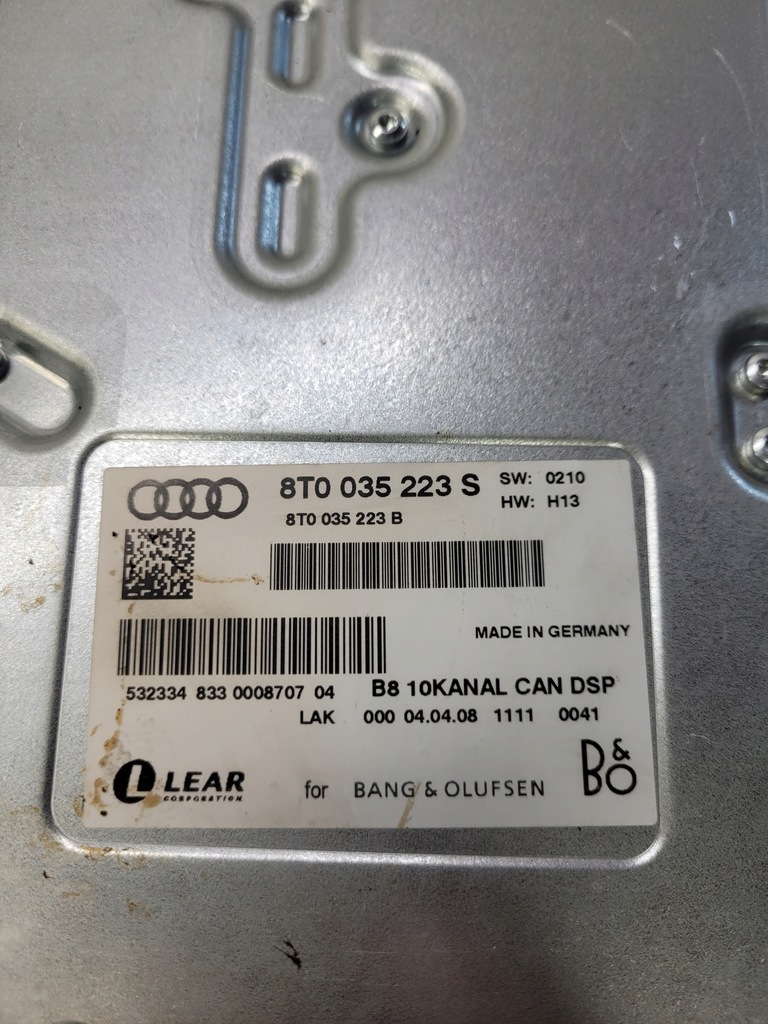 8T0 035 223 S
SW: 0210
8T0 035 223 B
HW: H13
MADE IN GERMANY
532334 833 0008707 04
B8 10KANAL CAN DSP
LAK 000 04.04.08 1111 0041
L LEAR
CORPORATION
for BANG & OLUFSEN
B&O